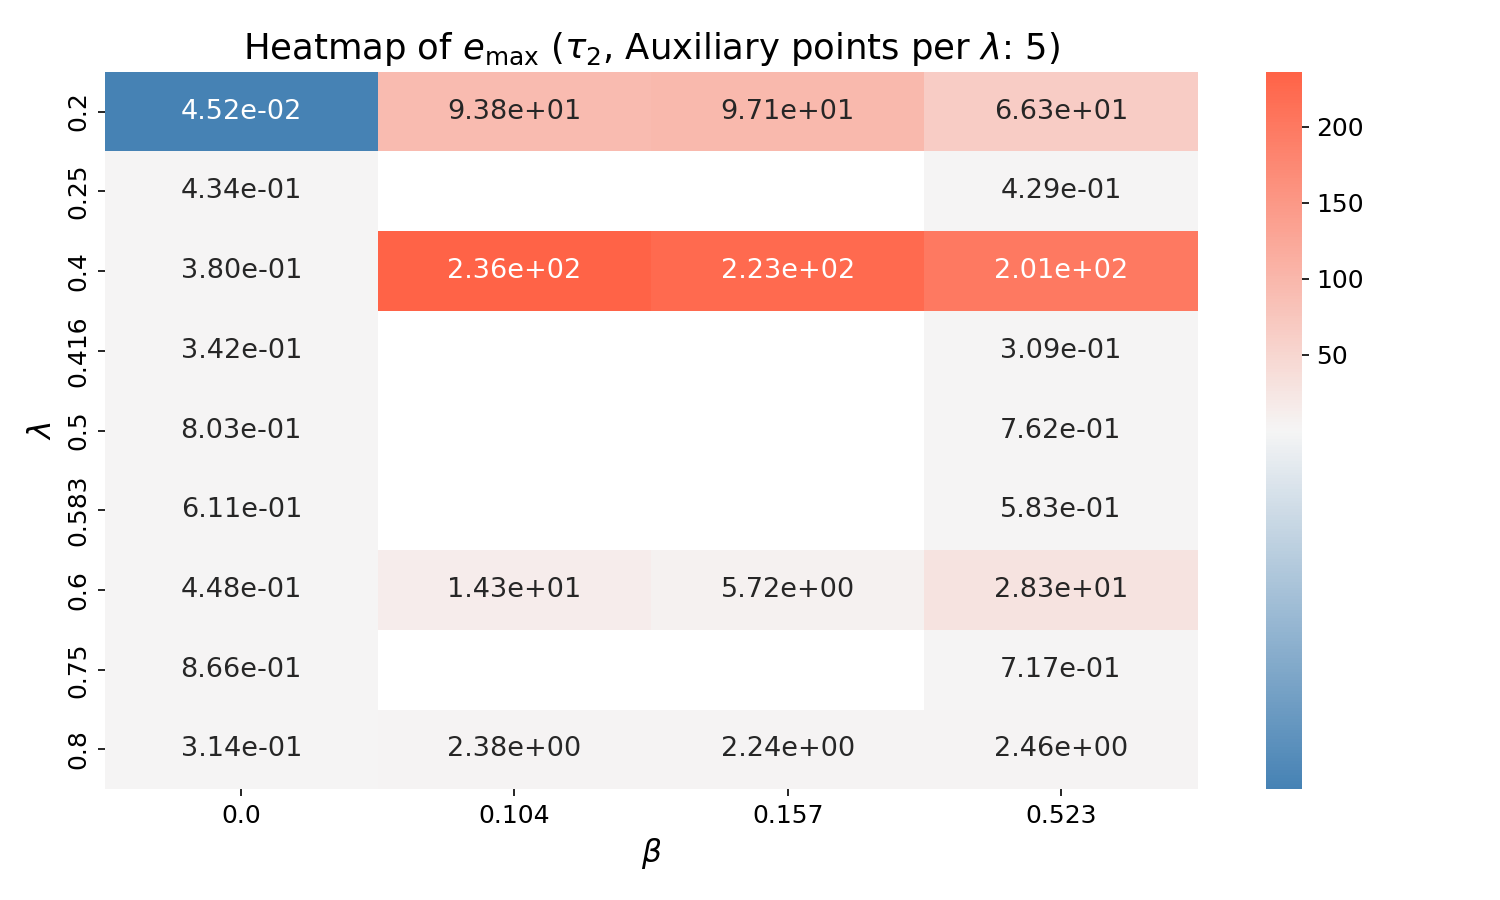 Heatmap of e_max (τ_2, Auxiliary points per λ: 5)
λ
0.2 4.52e-02 9.38e+01 9.71e+01 6.63e+01
0.25 4.34e-01 4.29e-01
0.4 3.80e-01 2.36e+02 2.23e+02 2.01e+02
0.416 3.42e-01 3.09e-01
0.5 8.03e-01 7.62e-01
0.583 6.11e-01 5.83e-01
0.6 4.48e-01 1.43e+01 5.72e+00 2.83e+01
0.75 8.66e-01 7.17e-01
0.8 3.14e-01 2.38e+00 2.24e+00 2.46e+00
0.0 0.104 0.157 0.523
β
200
150
100
50